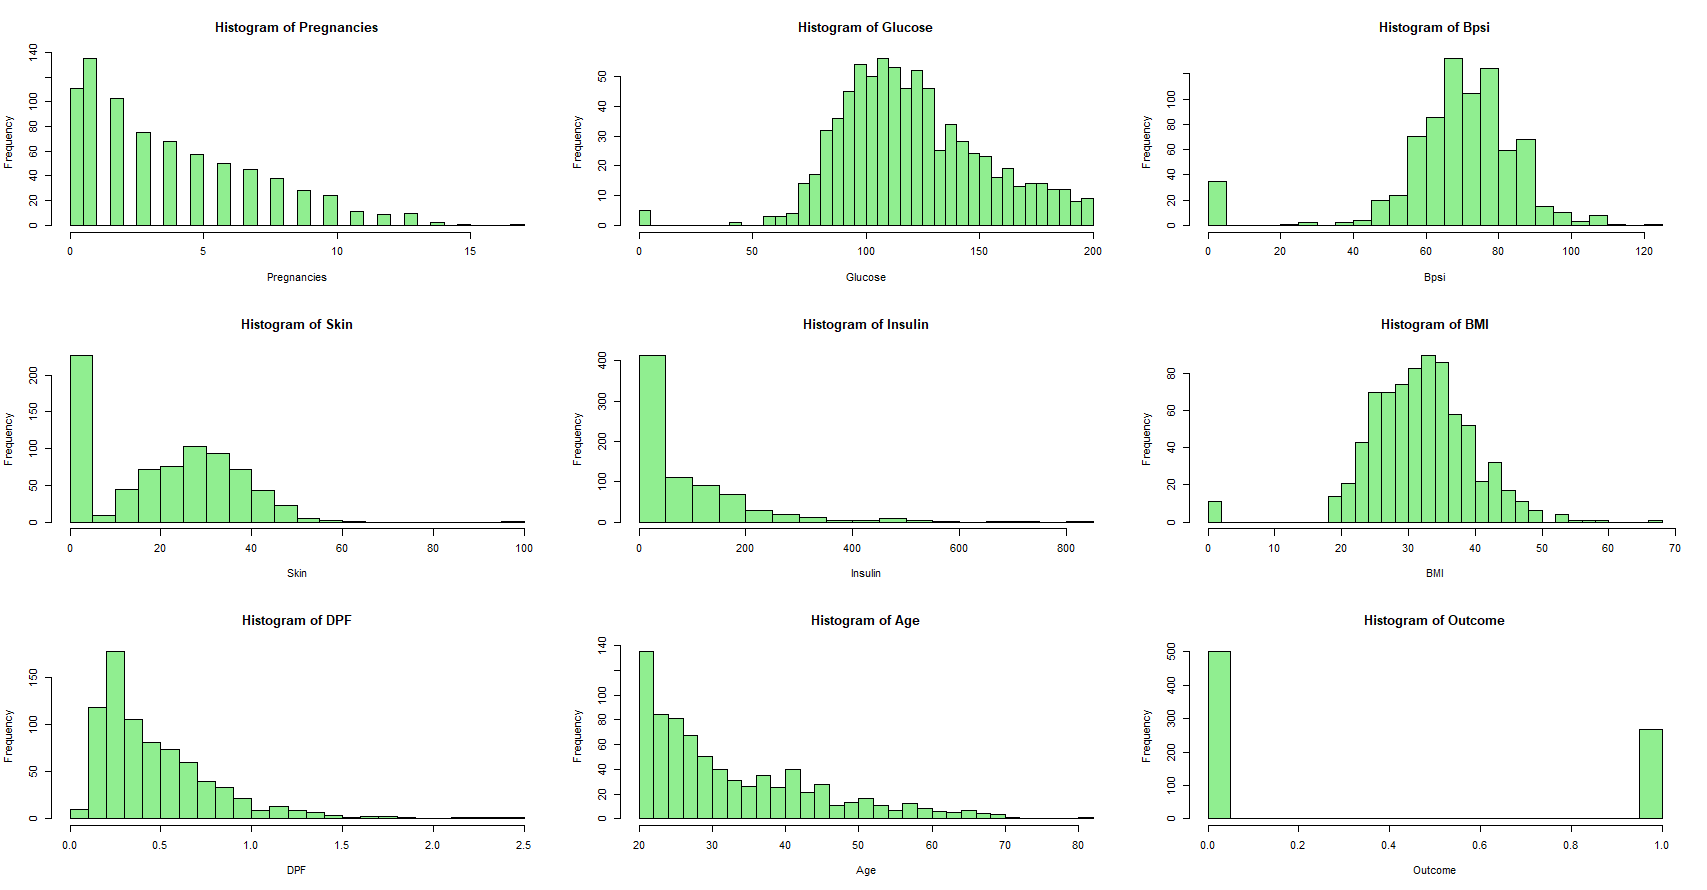 Histogram of Pregnancies
Frequency
0 20 40 60 80 100 140
0 5 10 15
Pregnancies
Histogram of Glucose
Frequency
0 10 20 30 40 50
50 100 150 200
Glucose
Histogram of Bpsi
Frequency
0 20 40 60 80 100
0 20 40 60 80 100 120
Bpsi
Histogram of Skin
Frequency
0 50 100 150 200
0 20 40 60 80 100
Skin
Histogram of Insulin
Frequency
0 100 200 300 400
0 200 400 600 800
Insulin
Histogram of BMI
Frequency
0 20 40 60 80
0 10 20 30 40 50 60 70
BMI
Histogram of DPF
Frequency
0 50 100 150
0.0 0.5 1.0 1.5 2.0 2.5
DPF
Histogram of Age
Frequency
0 20 40 60 80 100 140
20 30 40 50 60 70 80
Age
Histogram of Outcome
Frequency
0 100 200 300 400 500
0.0 0.2 0.4 0.6 0.8 1.0
Outcome